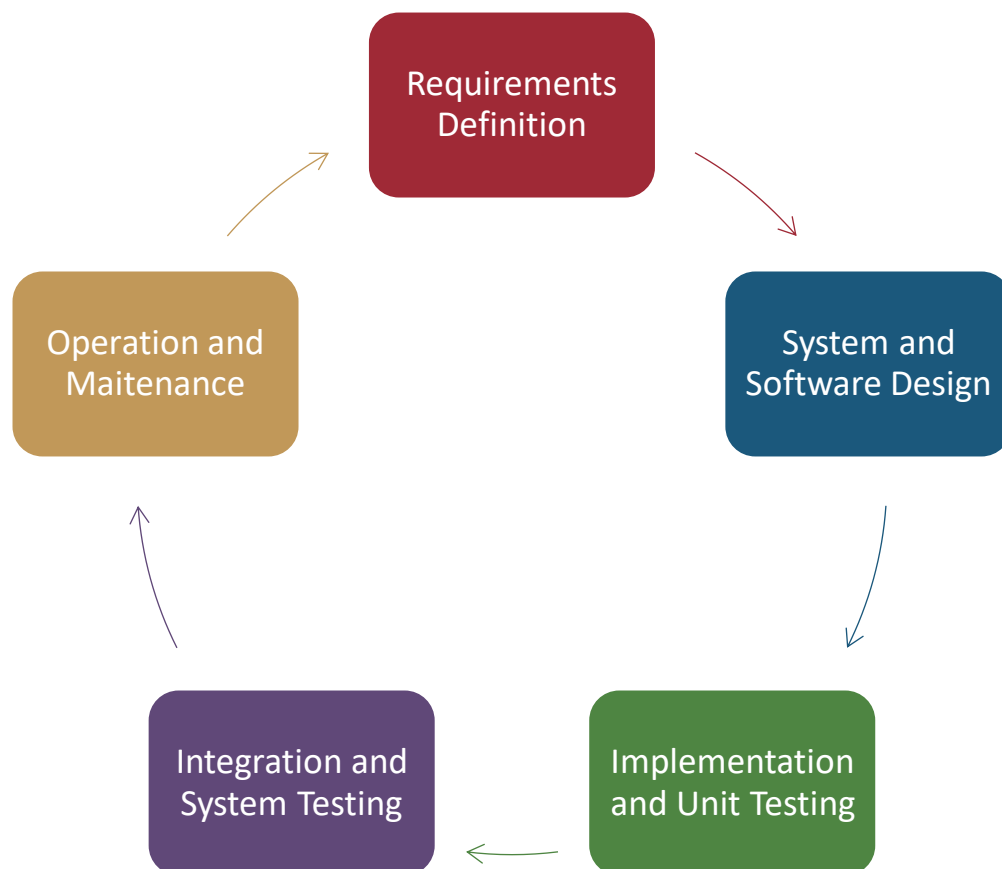 Requirements
Definition
System and
Software Design
Implementation
and Unit Testing
Integration and
System Testing
Operation and
Maitenance